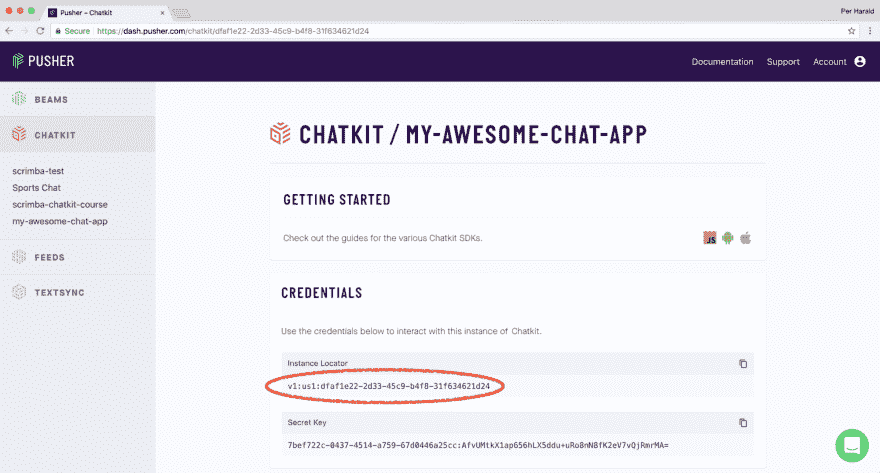 Pusher – Chatkit
Per Harald
Secure https://dash.pusher.com/chatkit/dfaf1e22-2d33-45c9-b4f8-31f634621d24
PUSHER
Documentation Support Account
BEAMS
CHATKIT
scrimba-test
Sports Chat
scrimba-chatkit-course
my-awesome-chat-app
FEEDS
TEXTSYNC
CHATKIT / MY-AWESOME-CHAT-APP
GETTING STARTED
Check out the guides for the various Chatkit SDKs.
JS
CREDENTIALS
Use the credentials below to interact with this instance of Chatkit.
Instance Locator
v1:us1:dfaf1e22-2d33-45c9-b4f8-31f634621d24
Secret Key
7bef722c-0437-4514-a759-67d0446a25cc:AfvUMtkX1ap656hLX5ddu+uRo8nN8fK2eV7vQjRmrMA=